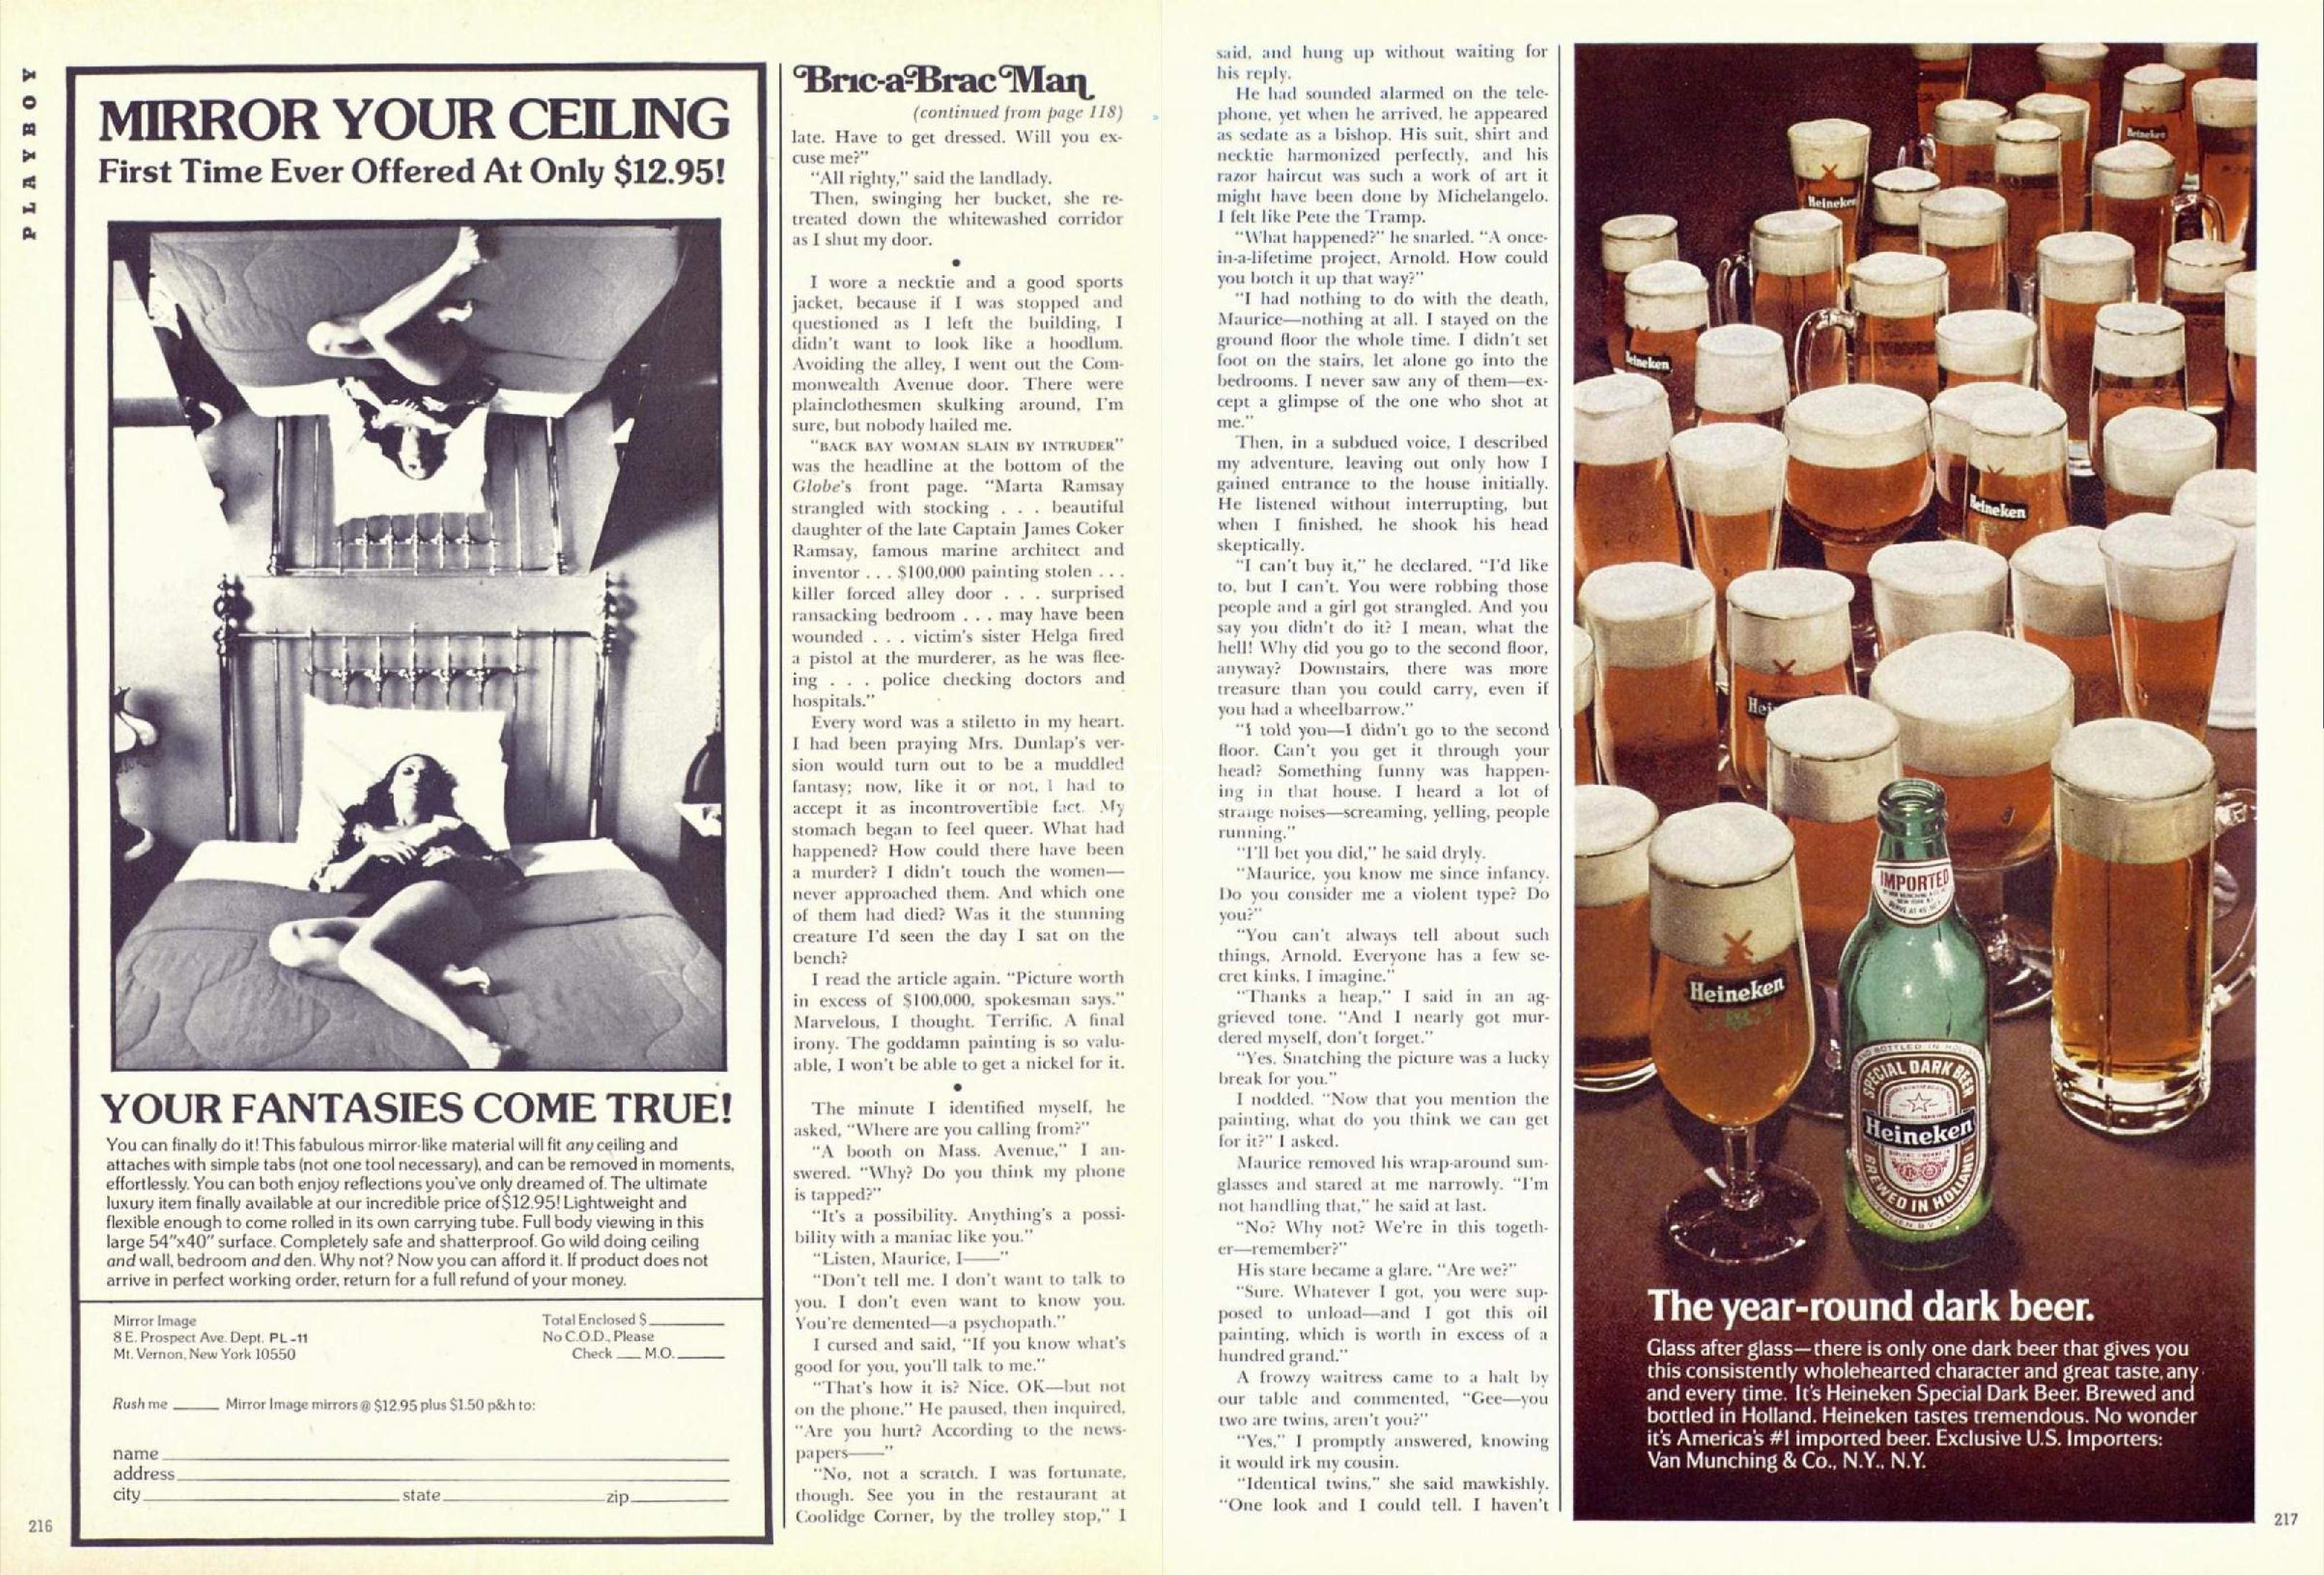 PLAYBOY
MIRROR YOUR CEILING
First Time Ever Offered At Only $12.95!
YOUR FANTASIES COME TRUE!
You can finally do it! This fabulous mirror-like material will fit any ceiling and
attaches with simple tabs (not one tool necessary), and can be removed in moments,
effortlessly. You can both enjoy reflections you've only dreamed of. The ultimate
luxury item finally available at our incredible price of $12.95! Lightweight and
flexible enough to come rolled in its own carrying tube. Full body viewing in this
large 54"x40" surface. Completely safe and shatterproof. Go wild doing ceiling
and wall, bedroom and den. Why not? Now you can afford it. If product does not
arrive in perfect working order, return for a full refund of your money.
Mirror Image
8 E. Prospect Ave. Dept. PL-11
Mt. Vernon, New York 10550
Total Enclosed $
No C.O.D., Please
Check ___ M.O. ___
Rush me ___ Mirror Image mirrors @ $12.95 plus $1.50 p&h to:
name
address
city state zip
216
Bric-a-Brac Man
(continued from page 118)
late. Have to get dressed. Will you ex-
cuse me?"
"All righty," said the landlady.
Then, swinging her bucket, she re-
treated down the whitewashed corridor
as I shut my door.
•
I wore a necktie and a good sports
jacket, because if I was stopped and
questioned as I left the building, I
didn't want to look like a hoodlum.
Avoiding the alley, I went out the Com-
monwealth Avenue door. There were
plainclothesmen skulking around, I'm
sure, but nobody hailed me.
"BACK BAY WOMAN SLAIN BY INTRUDER"
was the headline at the bottom of the
Globe's front page. "Marta Ramsay
strangled with stocking . . . beautiful
daughter of the late Captain James Coker
Ramsay, famous marine architect and
inventor . . . $100,000 painting stolen . . .
killer forced alley door . . . surprised
ransacking bedroom . . . may have been
wounded . . . victim's sister Helga fired
a pistol at the murderer, as he was flee-
ing . . . police checking doctors and
hospitals."
Every word was a stiletto in my heart.
I had been praying Mrs. Dunlap's ver-
sion would turn out to be a muddled
fantasy; now, like it or not, I had to
accept it as incontrovertible fact. My
stomach began to feel queer. What had
happened? How could there have been
a murder? I didn't touch the women—
never approached them. And which one
of them had died? Was it the stunning
creature I'd seen the day I sat on the
bench?
I read the article again. "Picture worth
in excess of $100,000, spokesman says."
Marvelous, I thought. Terrific. A final
irony. The goddamn painting is so valu-
able, I won't be able to get a nickel for it.
•
The minute I identified myself, he
asked, "Where are you calling from?"
"A booth on Mass. Avenue," I an-
swered. "Why? Do you think my phone
is tapped?"
"It's a possibility. Anything's a possi-
bility with a maniac like you."
"Listen, Maurice, I——"
"Don't tell me. I don't want to talk to
you. I don't even want to know you.
You're demented—a psychopath."
I cursed and said, "If you know what's
good for you, you'll talk to me."
"That's how it is? Nice. OK—but not
on the phone." He paused, then inquired,
"Are you hurt? According to the news-
papers——"
"No, not a scratch. I was fortunate,
though. See you in the restaurant at
Coolidge Corner, by the trolley stop," I
said, and hung up without waiting for
his reply.
He had sounded alarmed on the tele-
phone, yet when he arrived, he appeared
as sedate as a bishop. His suit, shirt and
necktie harmonized perfectly, and his
razor haircut was such a work of art it
might have been done by Michelangelo.
I felt like Pete the Tramp.
"What happened?" he snarled. "A once-
in-a-lifetime project, Arnold. How could
you botch it up that way?"
"I had nothing to do with the death,
Maurice—nothing at all. I stayed on the
ground floor the whole time. I didn't set
foot on the stairs, let alone go into the
bedrooms. I never saw any of them—ex-
cept a glimpse of the one who shot at
me."
Then, in a subdued voice, I described
my adventure, leaving out only how I
gained entrance to the house initially.
He listened without interrupting, but
when I finished, he shook his head
skeptically.
"I can't buy it," he declared. "I'd like
to, but I can't. You were robbing those
people and a girl got strangled. And you
say you didn't do it? I mean, what the
hell! Why did you go to the second floor,
anyway? Downstairs, there was more
treasure than you could carry, even if
you had a wheelbarrow."
"I told you—I didn't go to the second
floor. Can't you get it through your
head? Something funny was happen-
ing in that house. I heard a lot of
strange noises—screaming, yelling, people
running."
"I'll bet you did," he said dryly.
"Maurice, you know me since infancy.
Do you consider me a violent type? Do
you?"
"You can't always tell about such
things, Arnold. Everyone has a few se-
cret kinks, I imagine."
"Thanks a heap," I said in an ag-
grieved tone. "And I nearly got mur-
dered myself, don't forget."
"Yes. Snatching the picture was a lucky
break for you."
I nodded. "Now that you mention the
painting, what do you think we can get
for it?" I asked.
Maurice removed his wrap-around sun-
glasses and stared at me narrowly. "I'm
not handling that," he said at last.
"No? Why not? We're in this togeth-
er—remember?"
His stare became a glare. "Are we?"
"Sure. Whatever I got, you were sup-
posed to unload—and I got this oil
painting, which is worth in excess of a
hundred grand."
A frowzy waitress came to a halt by
our table and commented, "Gee—you
two are twins, aren't you?"
"Yes," I promptly answered, knowing
it would irk my cousin.
"Identical twins," she said mawkishly.
"One look and I could tell. I haven't
Heineken
Heineken
Heineken
Heineken
Hei
Heineken
IMPORTED
SPECIAL DARK BEER
Heineken
BREWED IN HOLLAND
The year-round dark beer.
Glass after glass—there is only one dark beer that gives you
this consistently wholehearted character and great taste, any
and every time. It's Heineken Special Dark Beer. Brewed and
bottled in Holland. Heineken tastes tremendous. No wonder
it's America's #1 imported beer. Exclusive U.S. Importers:
Van Munching & Co., N.Y., N.Y.
217